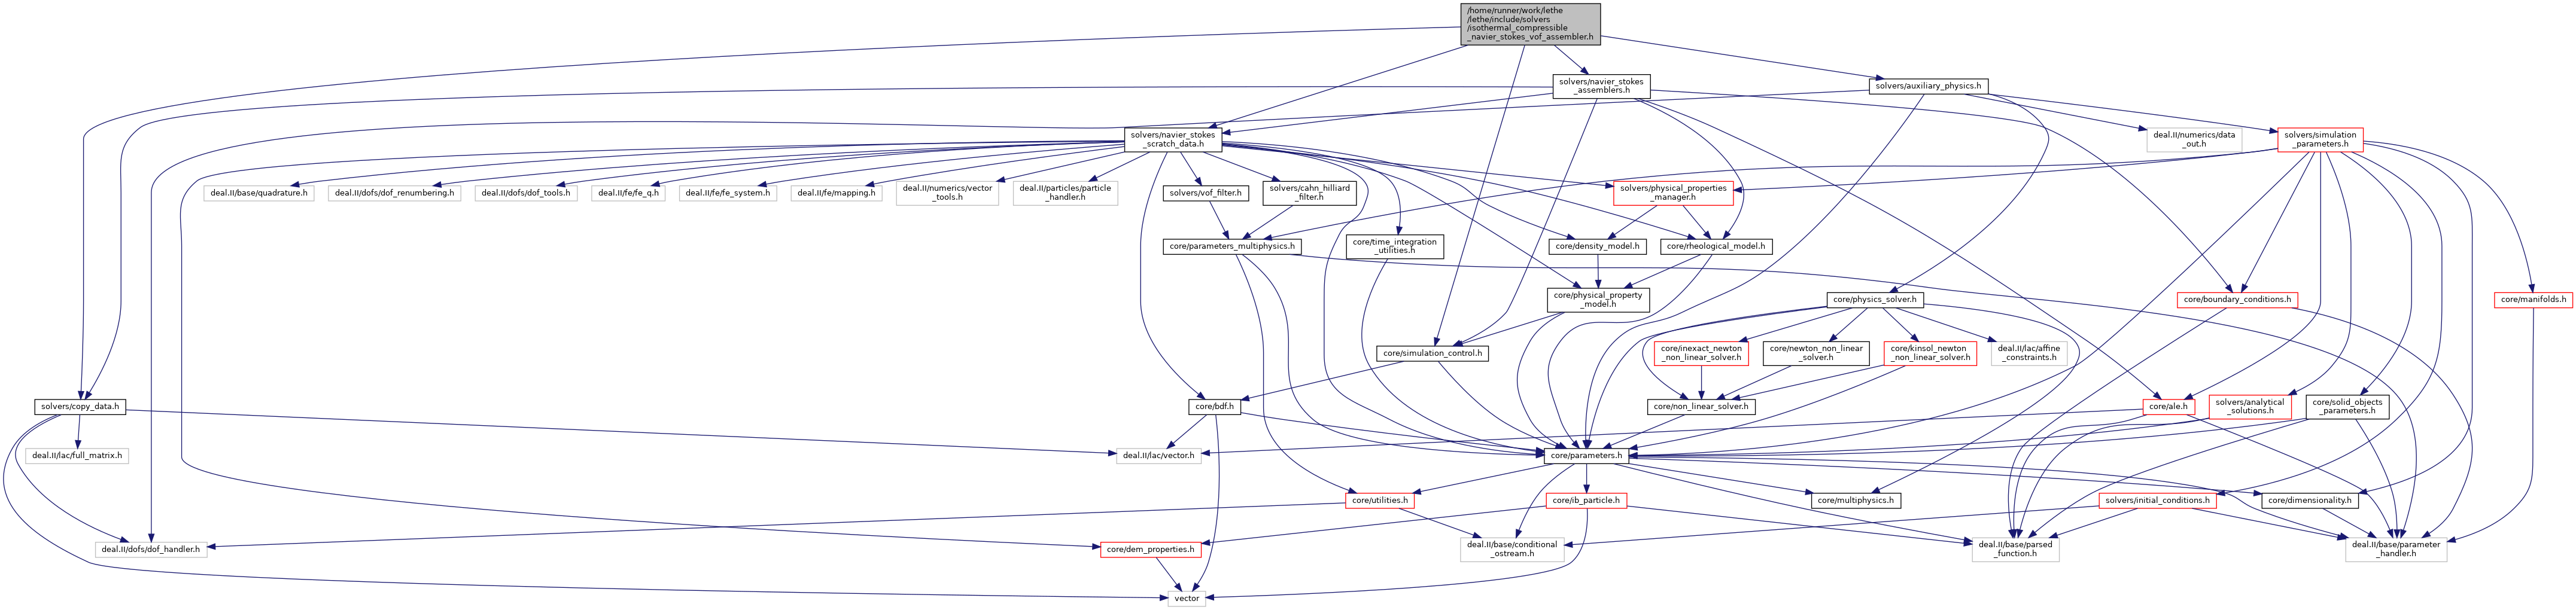 /home/runner/work/lethe
/lethe/include/solvers
/isothermal_compressible
_navier_stokes_vof_assembler.h
solvers/navier_stokes
_assemblers.h
solvers/auxiliary_physics.h
solvers/navier_stokes
_scratch_data.h
deal.II/numerics/data
_out.h
solvers/simulation
_parameters.h
deal.II/base/quadrature.h
deal.II/dofs/dof_renumbering.h
deal.II/dofs/dof_tools.h
deal.II/fe/fe_q.h
deal.II/fe/fe_system.h
deal.II/fe/mapping.h
deal.II/numerics/vector
_tools.h
deal.II/particles/particle
_handler.h
solvers/vof_filter.h
solvers/cahn_hilliard
_filter.h
solvers/physical_properties
_manager.h
core/parameters_multiphysics.h
core/time_integration
_utilities.h
core/density_model.h
core/rheological_model.h
core/physical_property
_model.h
core/physics_solver.h
core/boundary_conditions.h
core/manifolds.h
core/simulation_control.h
core/inexact_newton
_non_linear_solver.h
core/newton_non_linear
_solver.h
core/kinsol_newton
_non_linear_solver.h
deal.II/lac/affine
_constraints.h
solvers/copy_data.h
core/bdf.h
core/non_linear_solver.h
core/ale.h
solvers/analytical
_solutions.h
core/solid_objects
_parameters.h
deal.II/lac/full_matrix.h
deal.II/lac/vector.h
core/parameters.h
core/utilities.h
core/ib_particle.h
core/multiphysics.h
solvers/initial_conditions.h
core/dimensionality.h
deal.II/dofs/dof_handler.h
core/dem_properties.h
deal.II/base/conditional
_ostream.h
deal.II/base/parsed
_function.h
deal.II/base/parameter
_handler.h
vector